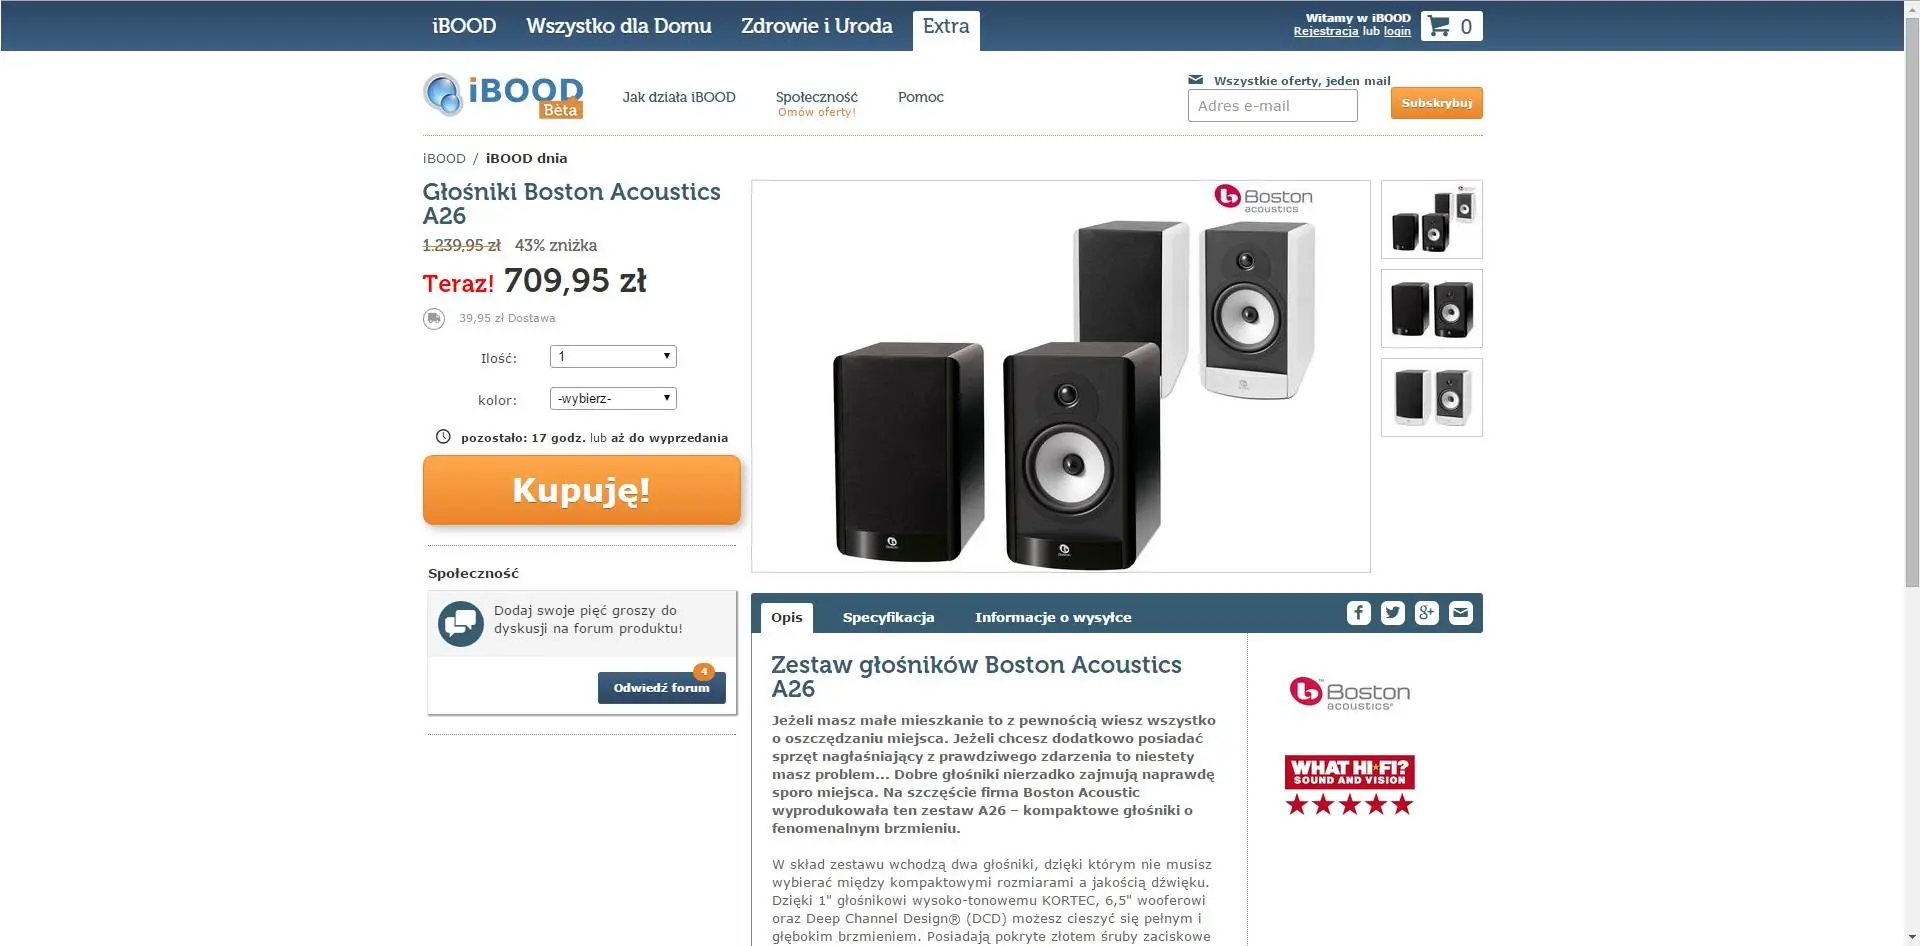 iBOOD Wszystko dla Domu Zdrowie i Uroda Extra
Witamy w iBOOD
Rejestracja lub login
0
iBOOD
Bèta
Jak działa iBOOD
Społeczność
Omów oferty!
Pomoc
Wszystkie oferty, jeden mail
Adres e-mail
Subskrybuj
iBOOD / iBOOD dnia
Głośniki Boston Acoustics
A26
1.239,95 zł 43% zniżka
Teraz! 709,95 zł
39,95 zł Dostawa
Ilość: 1
kolor: -wybierz-
pozostało: 17 godz. lub aż do wyprzedania
Kupuję!
Społeczność
Dodaj swoje pięć groszy do
dyskusji na forum produktu!
4
Odwiedź forum
Boston
acoustics
Opis Specyfikacja Informacje o wysyłce
Zestaw głośników Boston Acoustics
A26
Jeżeli masz małe mieszkanie to z pewnością wiesz wszystko
o oszczędzaniu miejsca. Jeżeli chcesz dodatkowo posiadać
sprzęt nagłaśniający z prawdziwego zdarzenia to niestety
masz problem... Dobre głośniki nierzadko zajmują naprawdę
sporo miejsca. Na szczęście firma Boston Acoustic
wyprodukowała ten zestaw A26 – kompaktowe głośniki o
fenomenalnym brzmieniu.
W skład zestawu wchodzą dwa głośniki, dzięki którym nie musisz
wybierać między kompaktowymi rozmiarami a jakością dźwięku.
Dzięki 1" głośnikowi wysoko-tonowemu KORTEC, 6,5" wooferowi
oraz Deep Channel Design® (DCD) możesz cieszyć się pełnym i
głębokim brzmieniem. Posiadają pokryte złotem śruby zaciskowe
Boston™
acoustics®
WHAT HI-FI?
SOUND AND VISION